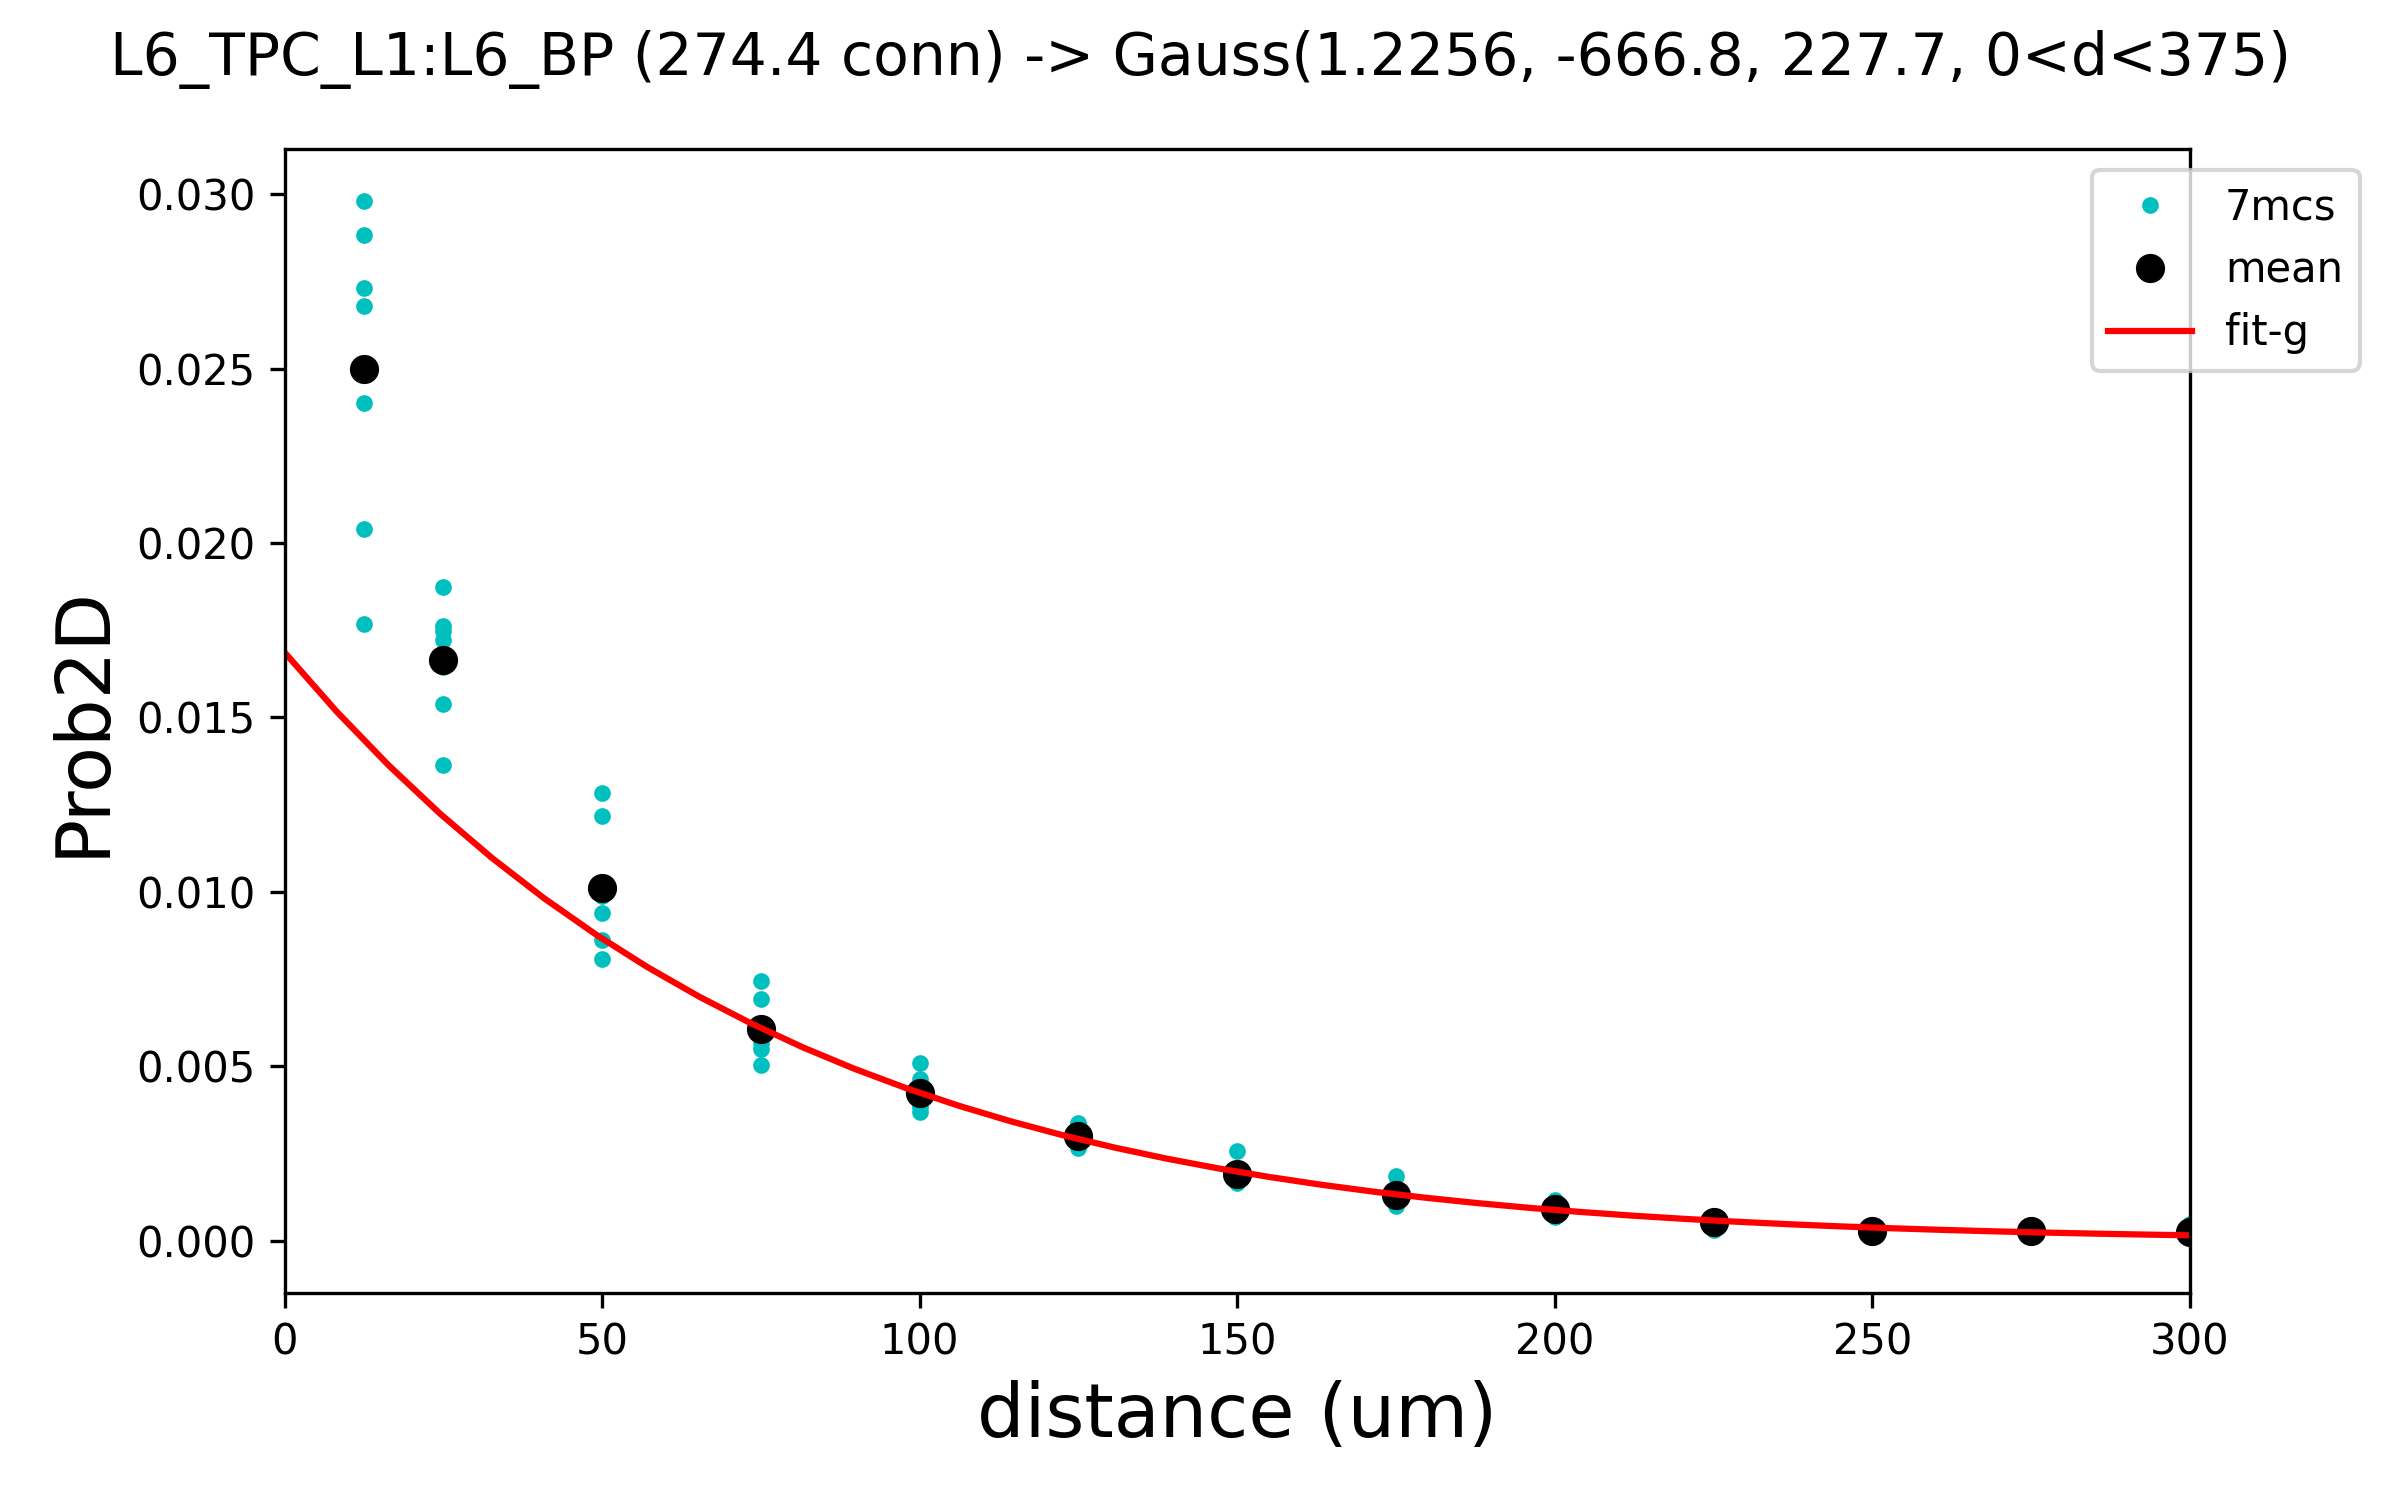 L6_TPC_L1:L6_BP (274.4 conn) -> Gauss(1.2256, -666.8, 227.7, 0<d<375)
7mcs
mean
fit-g
Prob2D
0.030
0.025
0.020
0.015
0.010
0.005
0.000
0 50 100 150 200 250 300
distance (um)